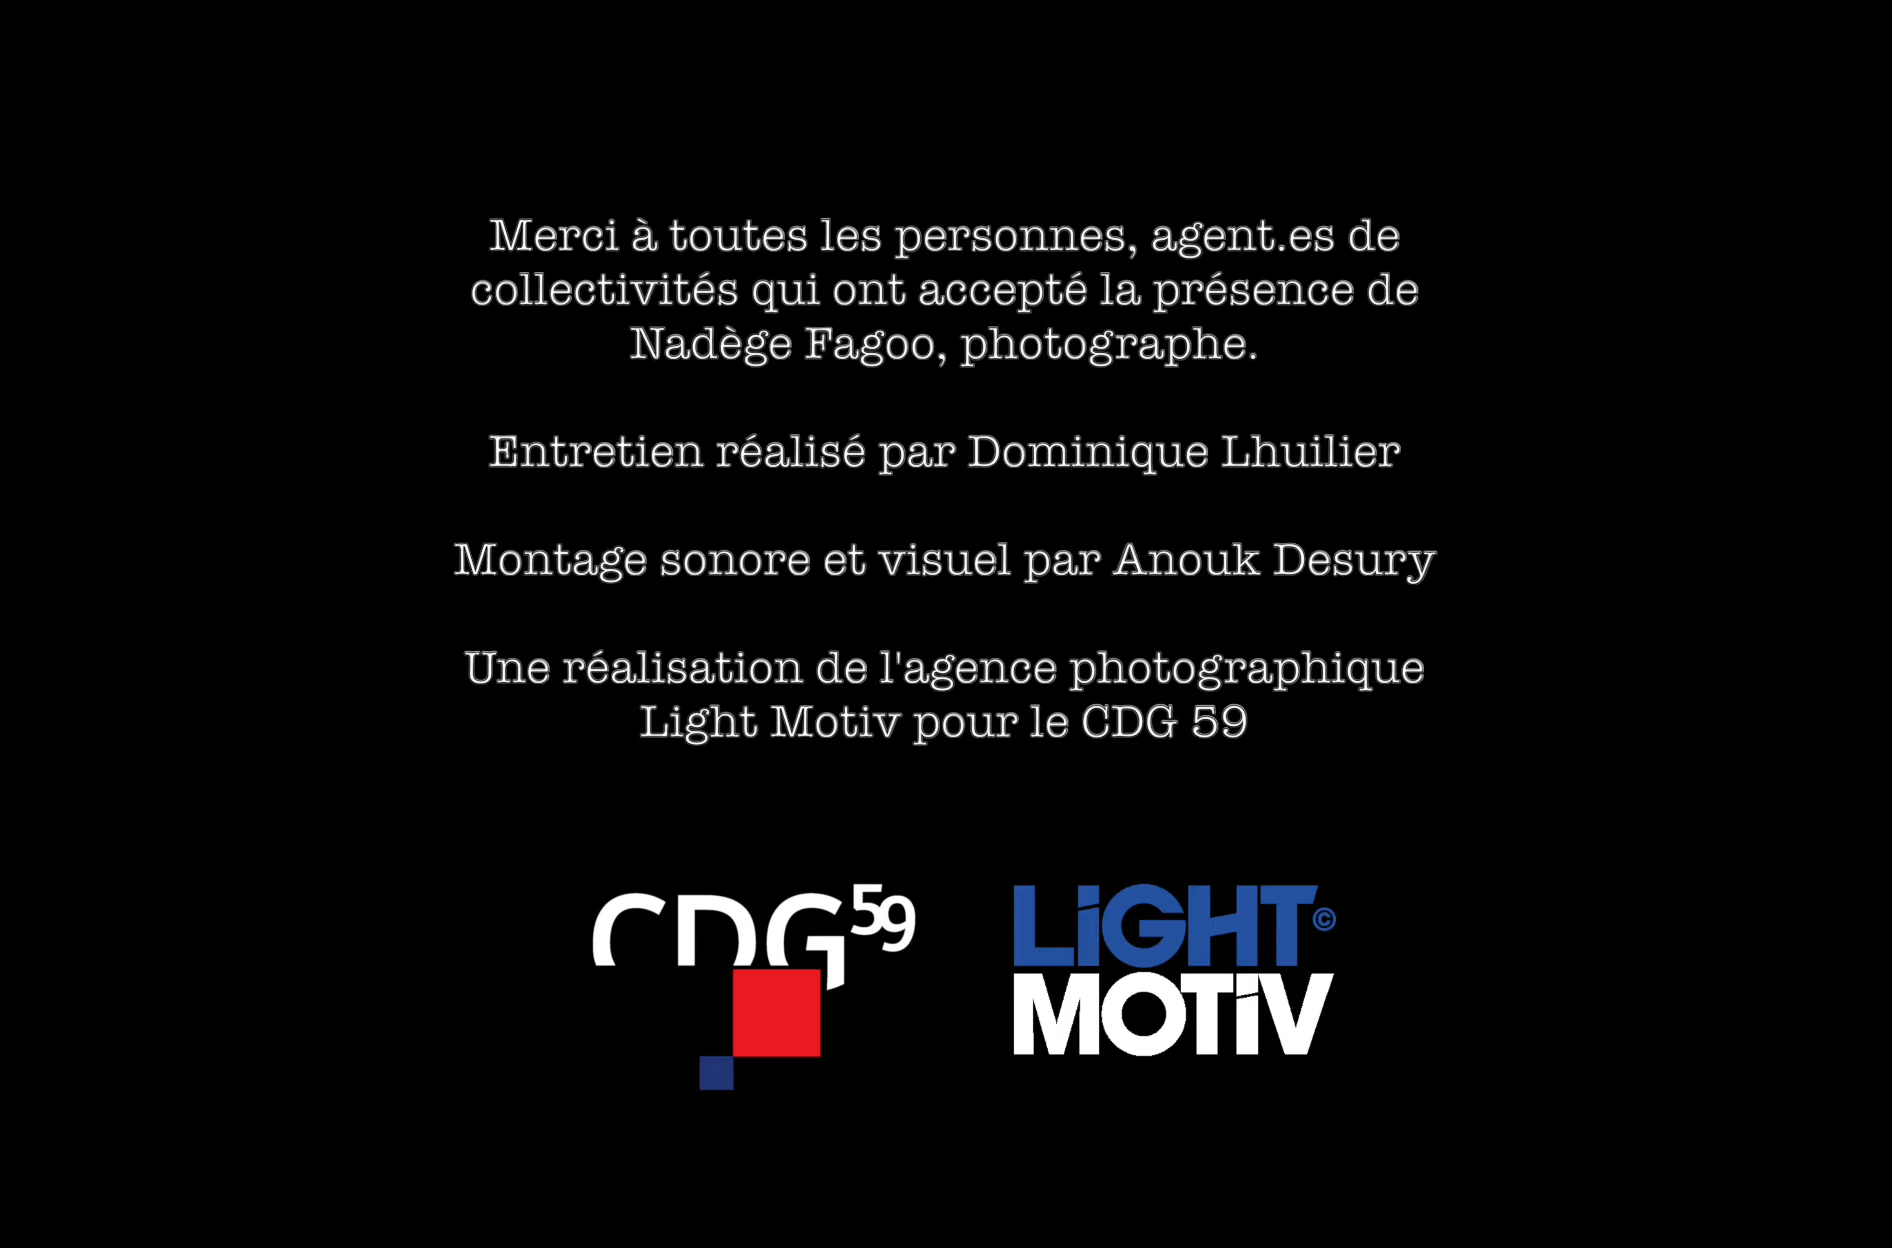 Merci à toutes les personnes, agent.es de
collectivités qui ont accepté la présence de
Nadège Fagoo, photographe.
Entretien réalisé par Dominique Lhuilier
Montage sonore et visuel par Anouk Desury
Une réalisation de l'agence photographique
Light Motiv pour le CDG 59
CDG59
LiGHT©
MOTiV